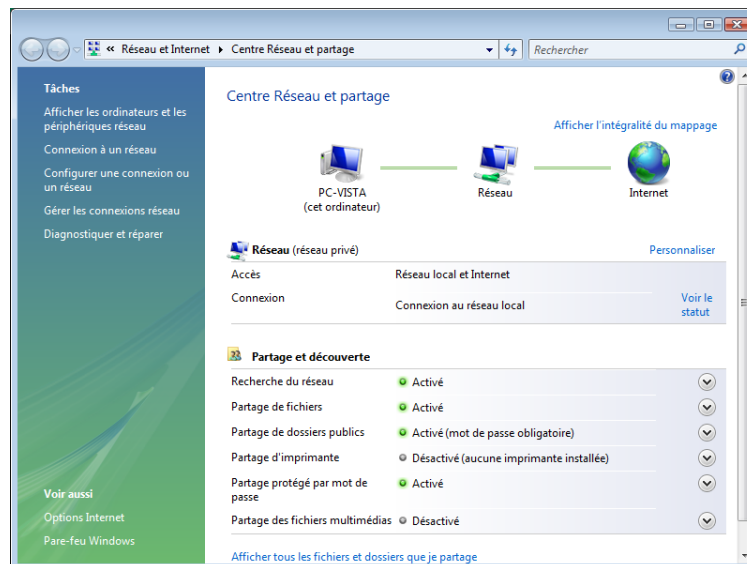 « Réseau et Internet ▸ Centre Réseau et partage
Rechercher
Tâches
Afficher les ordinateurs et les
périphériques réseau
Connexion à un réseau
Configurer une connexion ou
un réseau
Gérer les connexions réseau
Diagnostiquer et réparer
Voir aussi
Options Internet
Pare-feu Windows
Centre Réseau et partage
Afficher l'intégralité du mappage
PC-VISTA
(cet ordinateur)
Réseau
Internet
Réseau (réseau privé)
Personnaliser
Accès
Réseau local et Internet
Connexion
Connexion au réseau local
Voir le
statut
Partage et découverte
Recherche du réseau
Activé
Partage de fichiers
Activé
Partage de dossiers publics
Activé (mot de passe obligatoire)
Partage d'imprimante
Désactivé (aucune imprimante installée)
Partage protégé par mot de
passe
Activé
Partage des fichiers multimédias
Désactivé
Afficher tous les fichiers et dossiers que je partage